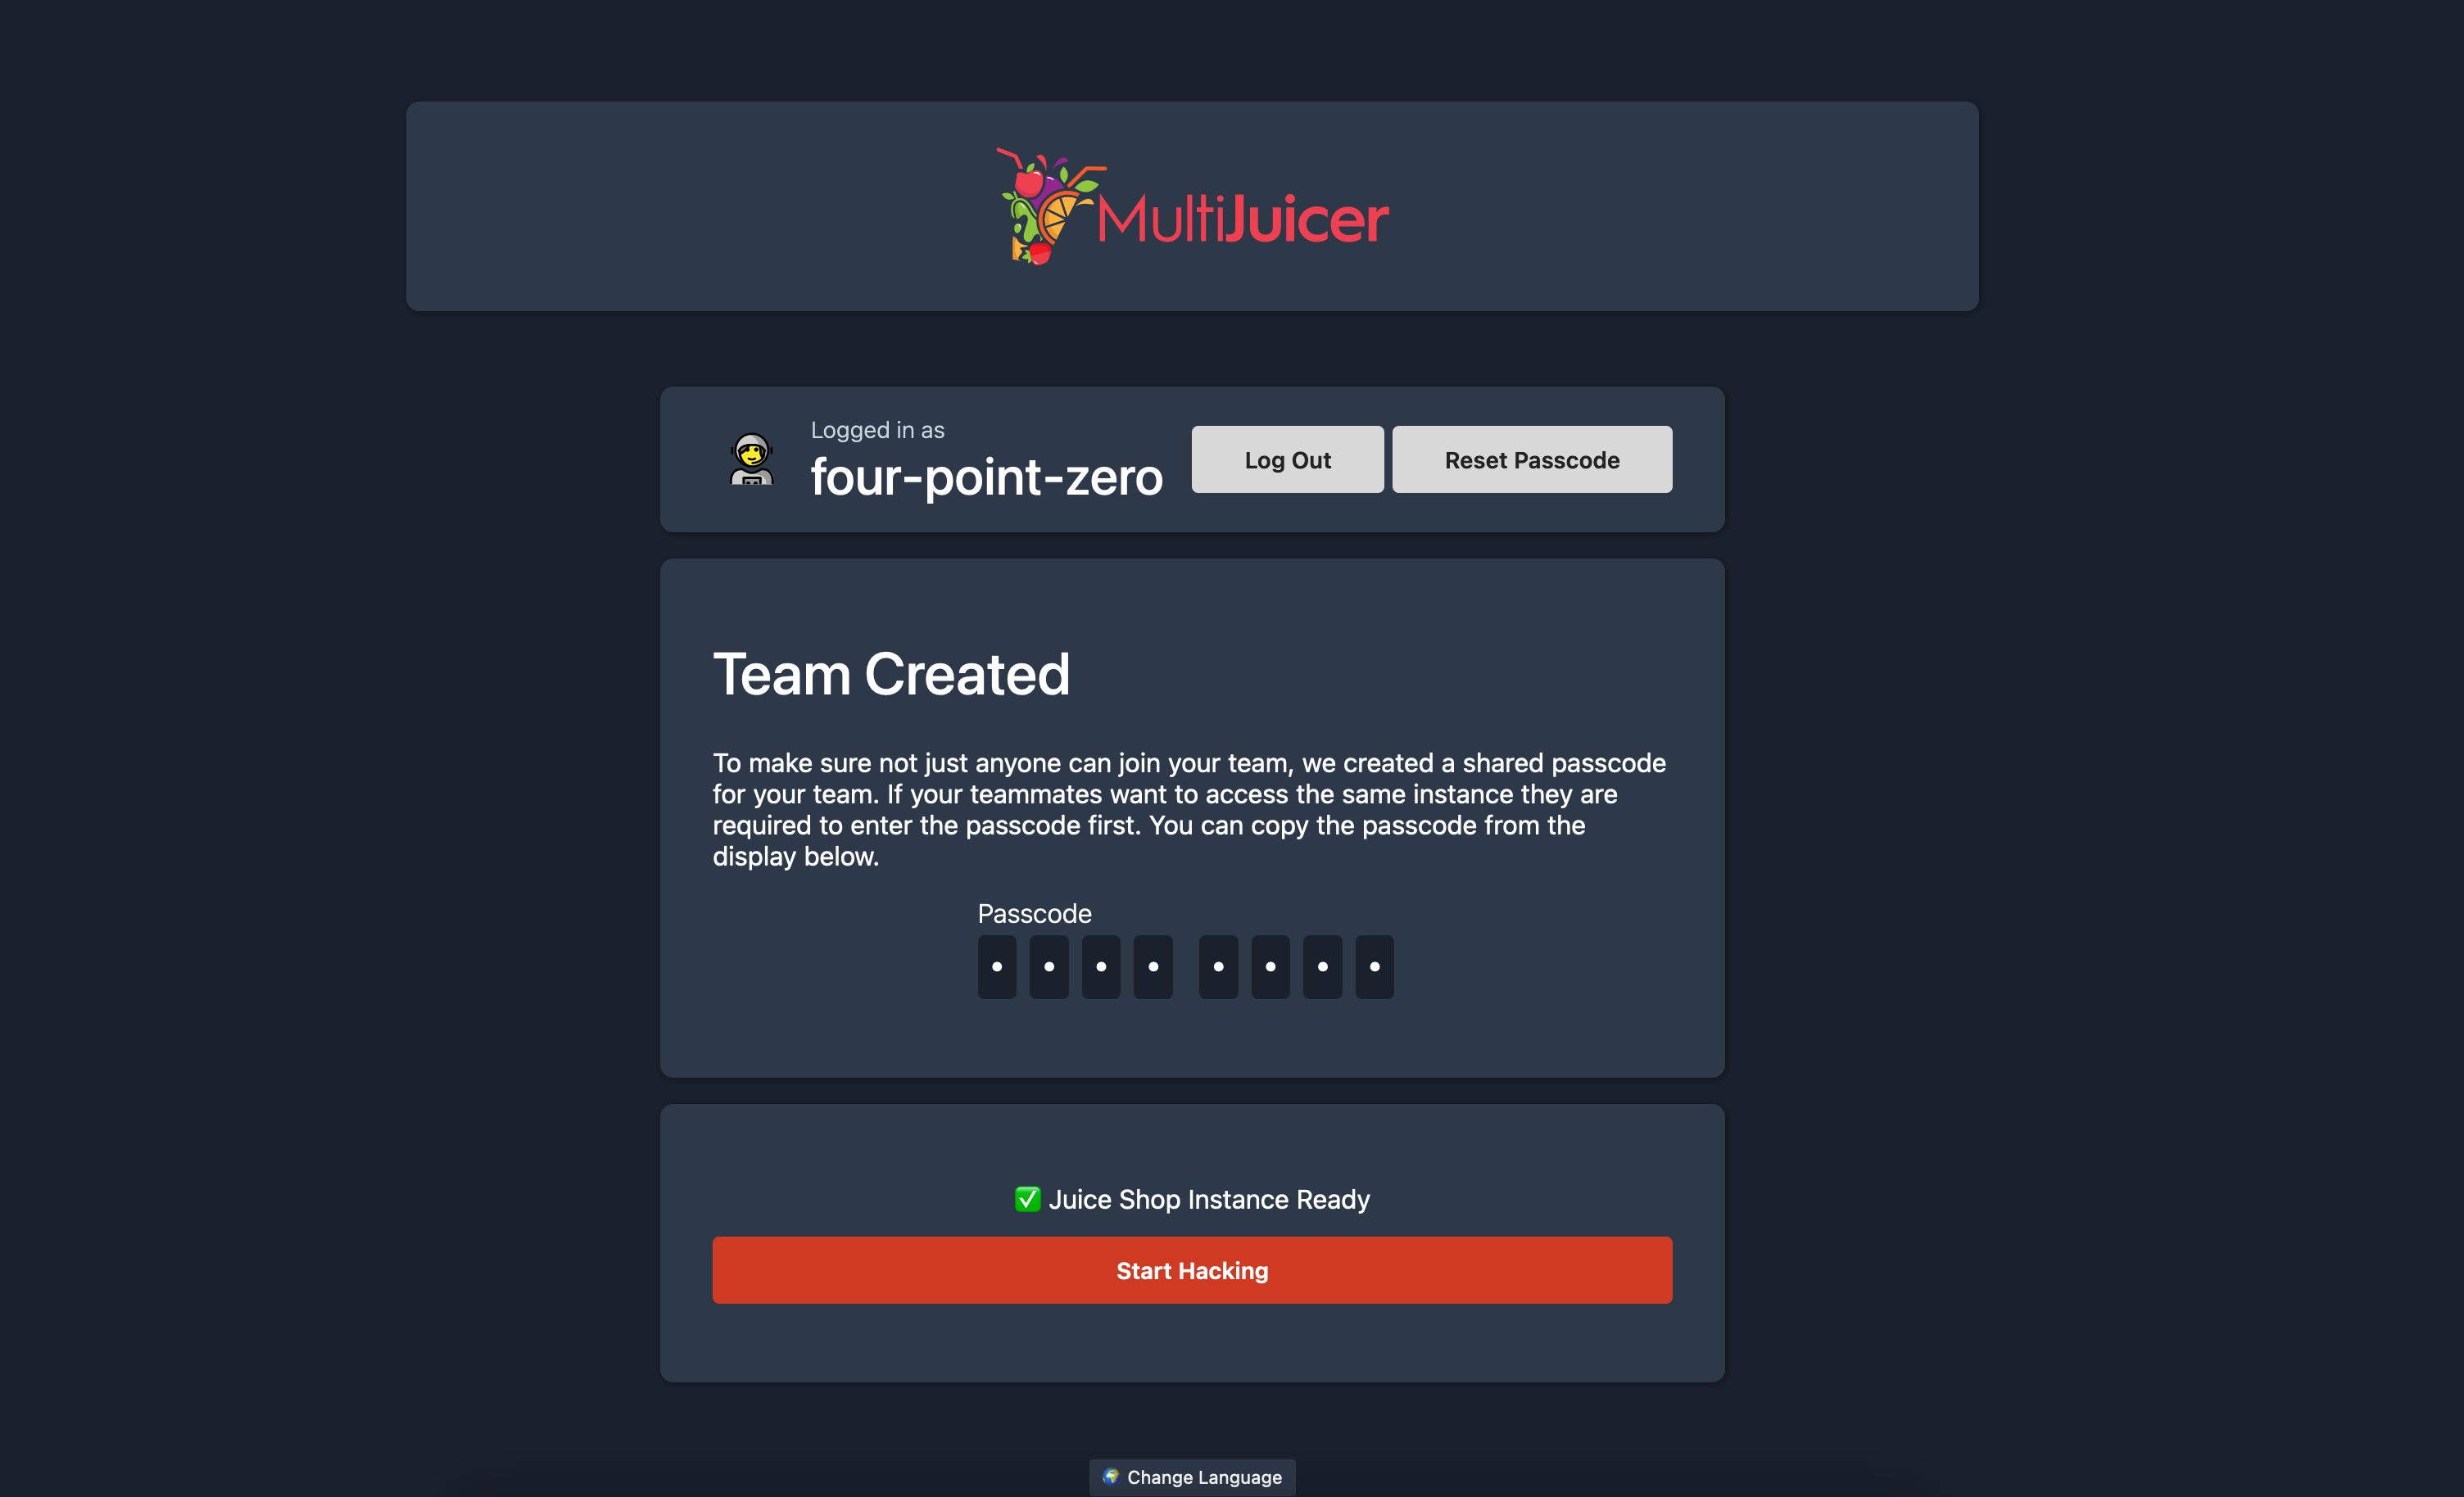 MultiJuicer
Logged in as
four-point-zero
Log Out
Reset Passcode
Team Created
To make sure not just anyone can join your team, we created a shared passcode
for your team. If your teammates want to access the same instance they are
required to enter the passcode first. You can copy the passcode from the
display below.
Passcode
• • • • • • • •
✅ Juice Shop Instance Ready
Start Hacking
🌍 Change Language